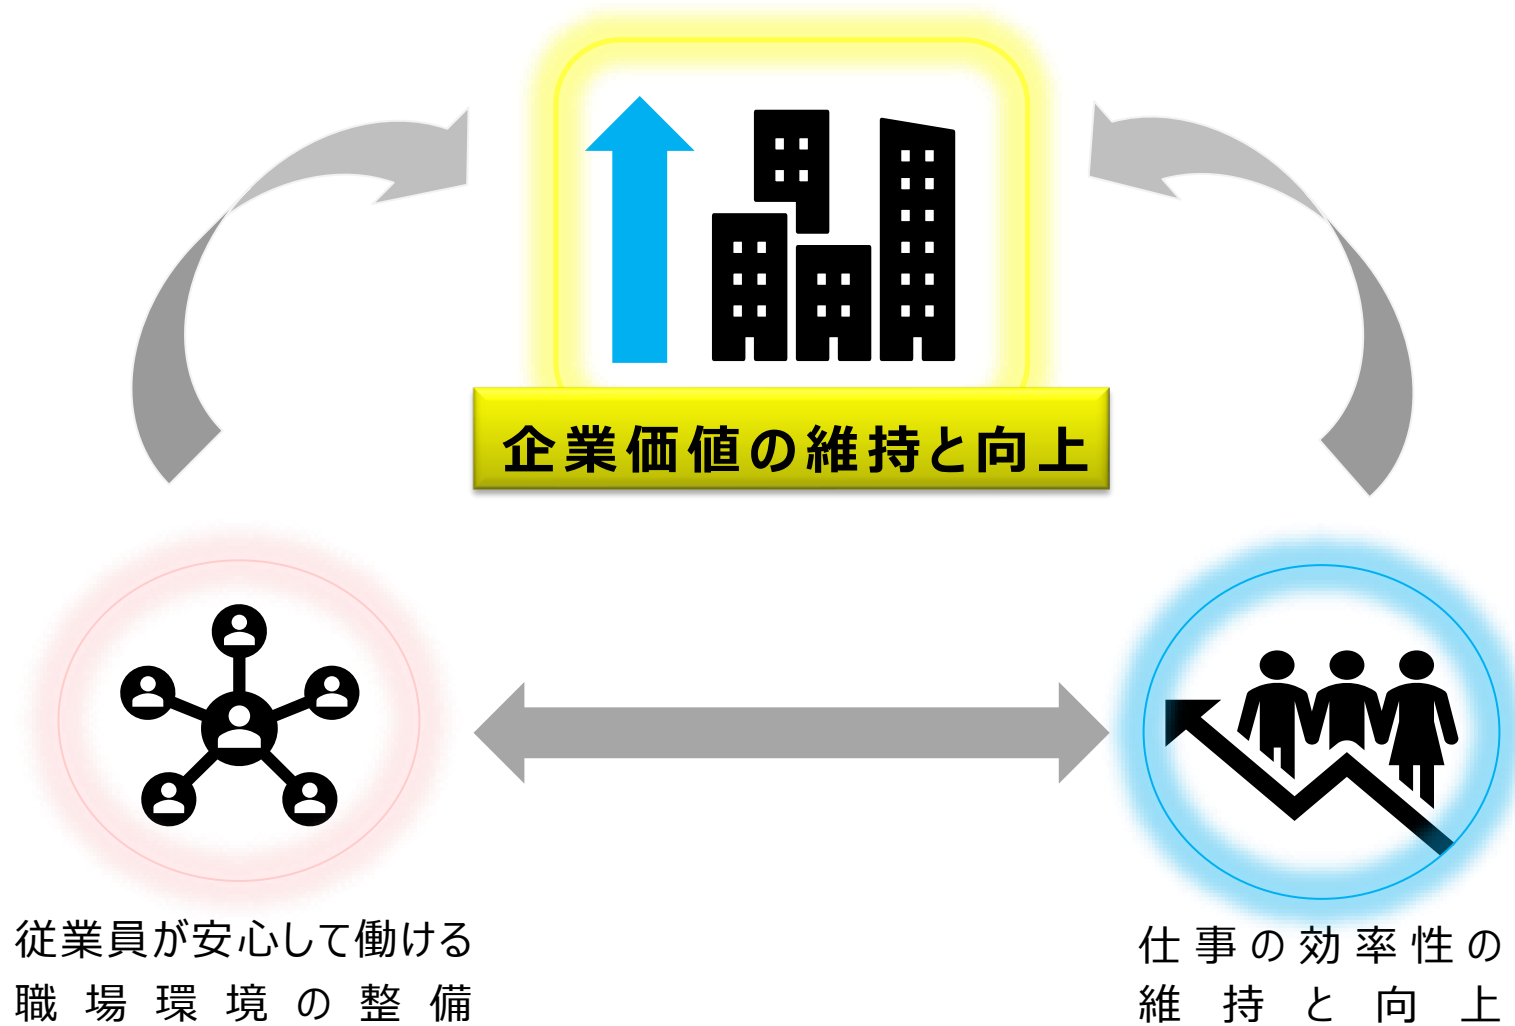 企業価値の維持と向上
従業員が安心して働ける
職場環境の整備
仕事の効率性の
維持と向上